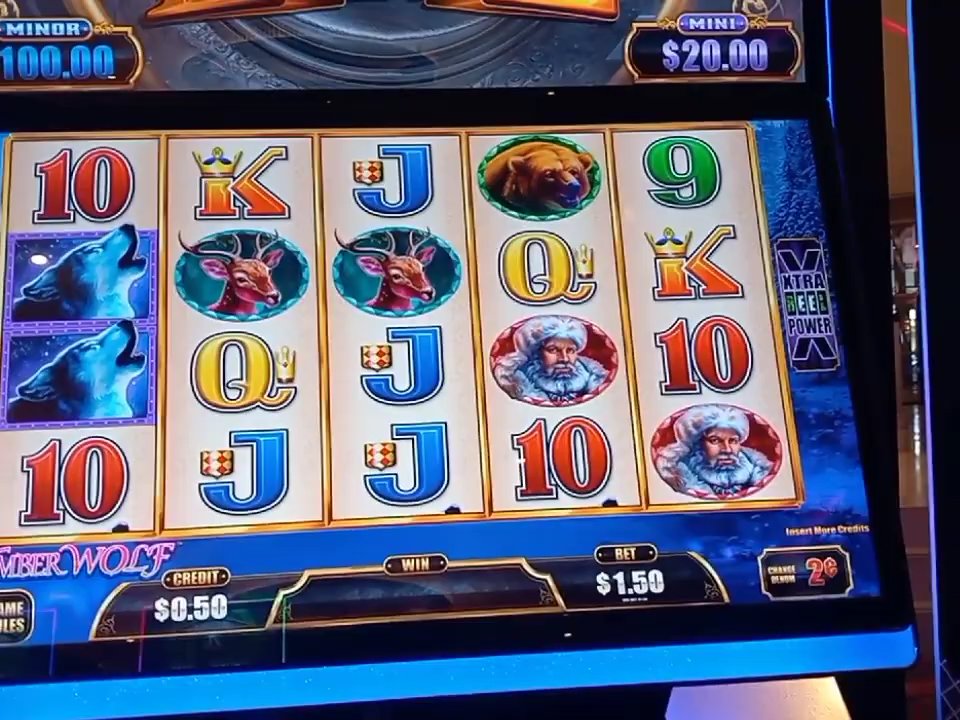 MINOR
100.00
MINI
$20.00
10 K J 9
Q K
Q J 10
10 J J 10
XTRA
REEL
POWER
Insert More Credits
MBER WOLF
CREDIT
$0.50
WIN
BET
$1.50
CHANGE
DENOM
2¢
AME
ULES